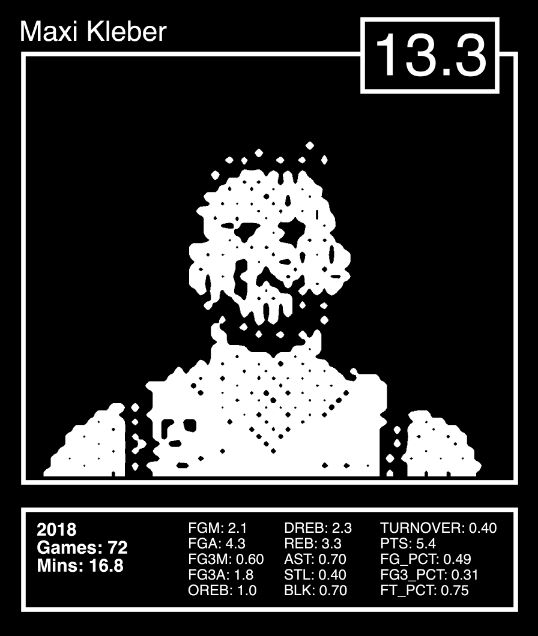 Maxi Kleber
13.3
2018
Games: 72
Mins: 16.8
FGM: 2.1
FGA: 4.3
FG3M: 0.60
FG3A: 1.8
OREB: 1.0
DREB: 2.3
REB: 3.3
AST: 0.70
STL: 0.40
BLK: 0.70
TURNOVER: 0.40
PTS: 5.4
FG_PCT: 0.49
FG3_PCT: 0.31
FT_PCT: 0.75